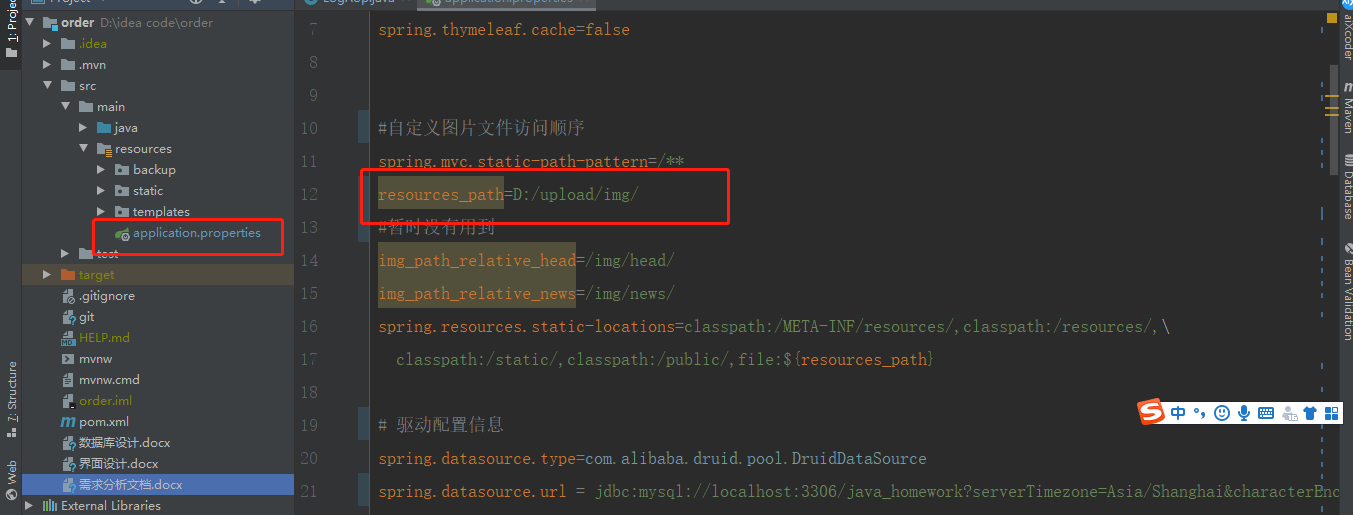 order D:\idea code\order
.idea
.mvn
src
main
java
resources
backup
static
templates
application.properties
test
target
.gitignore
git
HELP.md
mvnw
mvnw.cmd
order.iml
pom.xml
数据库设计.docx
界面设计.docx
需求分析文档.docx
External Libraries
7 spring.thymeleaf.cache=false
8
9
10 #自定义图片文件访问顺序
11 spring.mvc.static-path-pattern=/**
12 resources_path=D:/upload/img/
13 #暂时没有用到
14 img_path_relative_head=/img/head/
15 img_path_relative_news=/img/news/
16 spring.resources.static-locations=classpath:/META-INF/resources/,classpath:/resources/,\
17 classpath:/static/,classpath:/public/,file:${resources_path}
18
19 # 驱动配置信息
20 spring.datasource.type=com.alibaba.druid.pool.DruidDataSource
21 spring.datasource.url = jdbc:mysql://localhost:3306/java_homework?serverTimezone=Asia/Shanghai&characterEnc
7: Structure
Web
aiXcoder
Maven
Database
Bean Validation
中